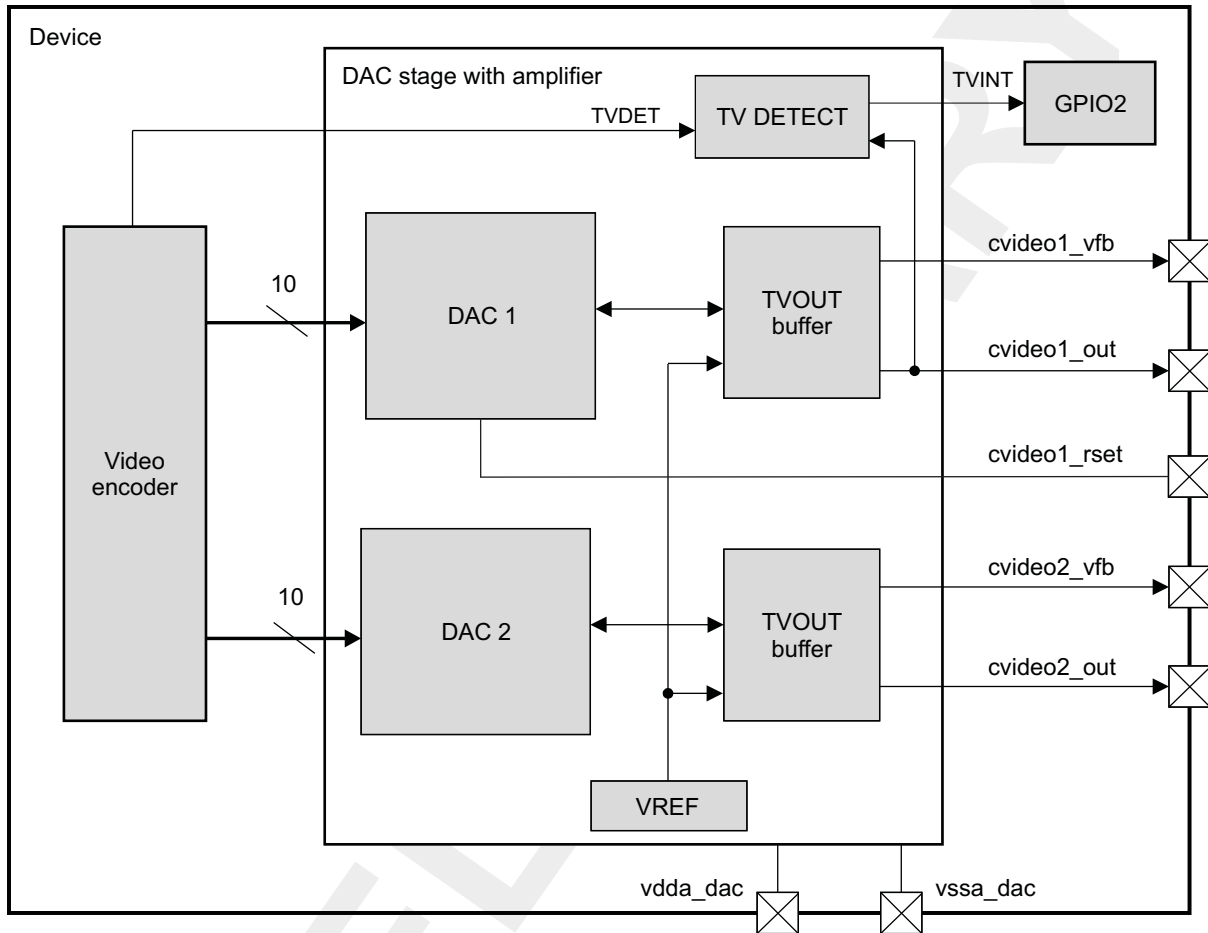 Device
DAC stage with amplifier
TVDET
TV DETECT
TVINT
GPIO2
Video
encoder
10
DAC 1
TVOUT
buffer
cvideo1_vfb
cvideo1_out
cvideo1_rset
10
DAC 2
TVOUT
buffer
cvideo2_vfb
cvideo2_out
VREF
vdda_dac
vssa_dac